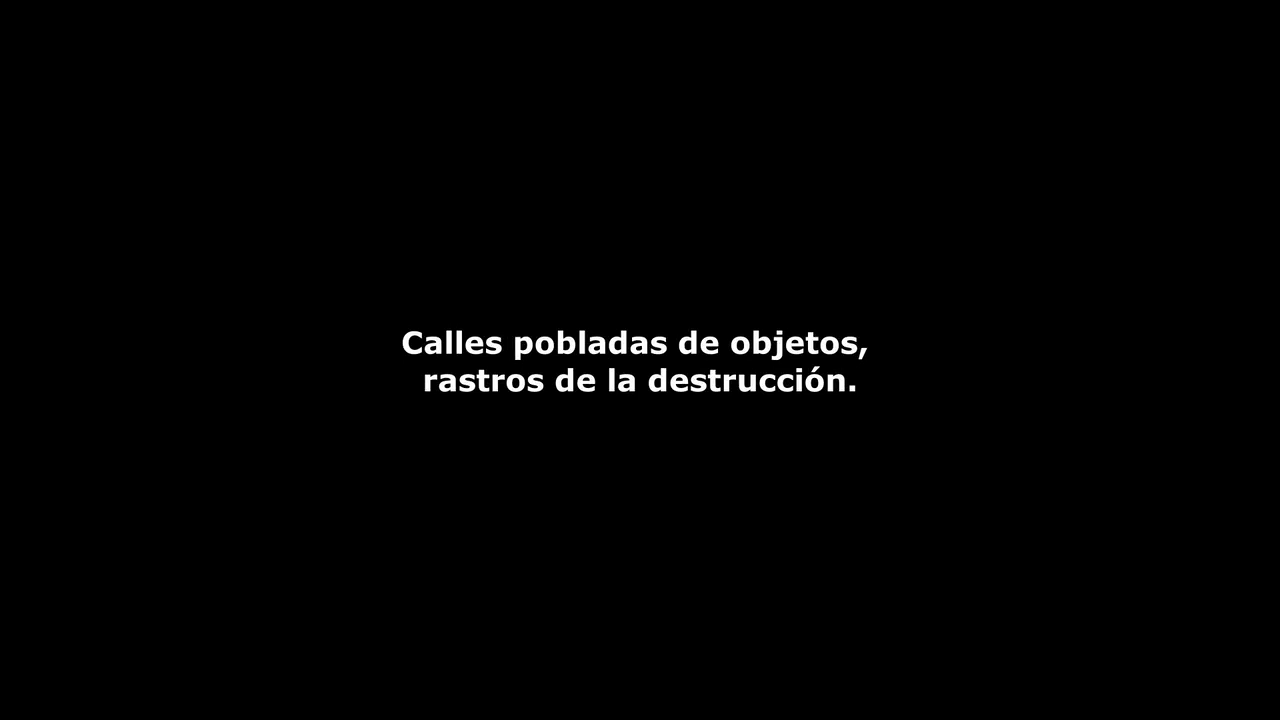 Calles pobladas de objetos,
rastros de la destrucción.